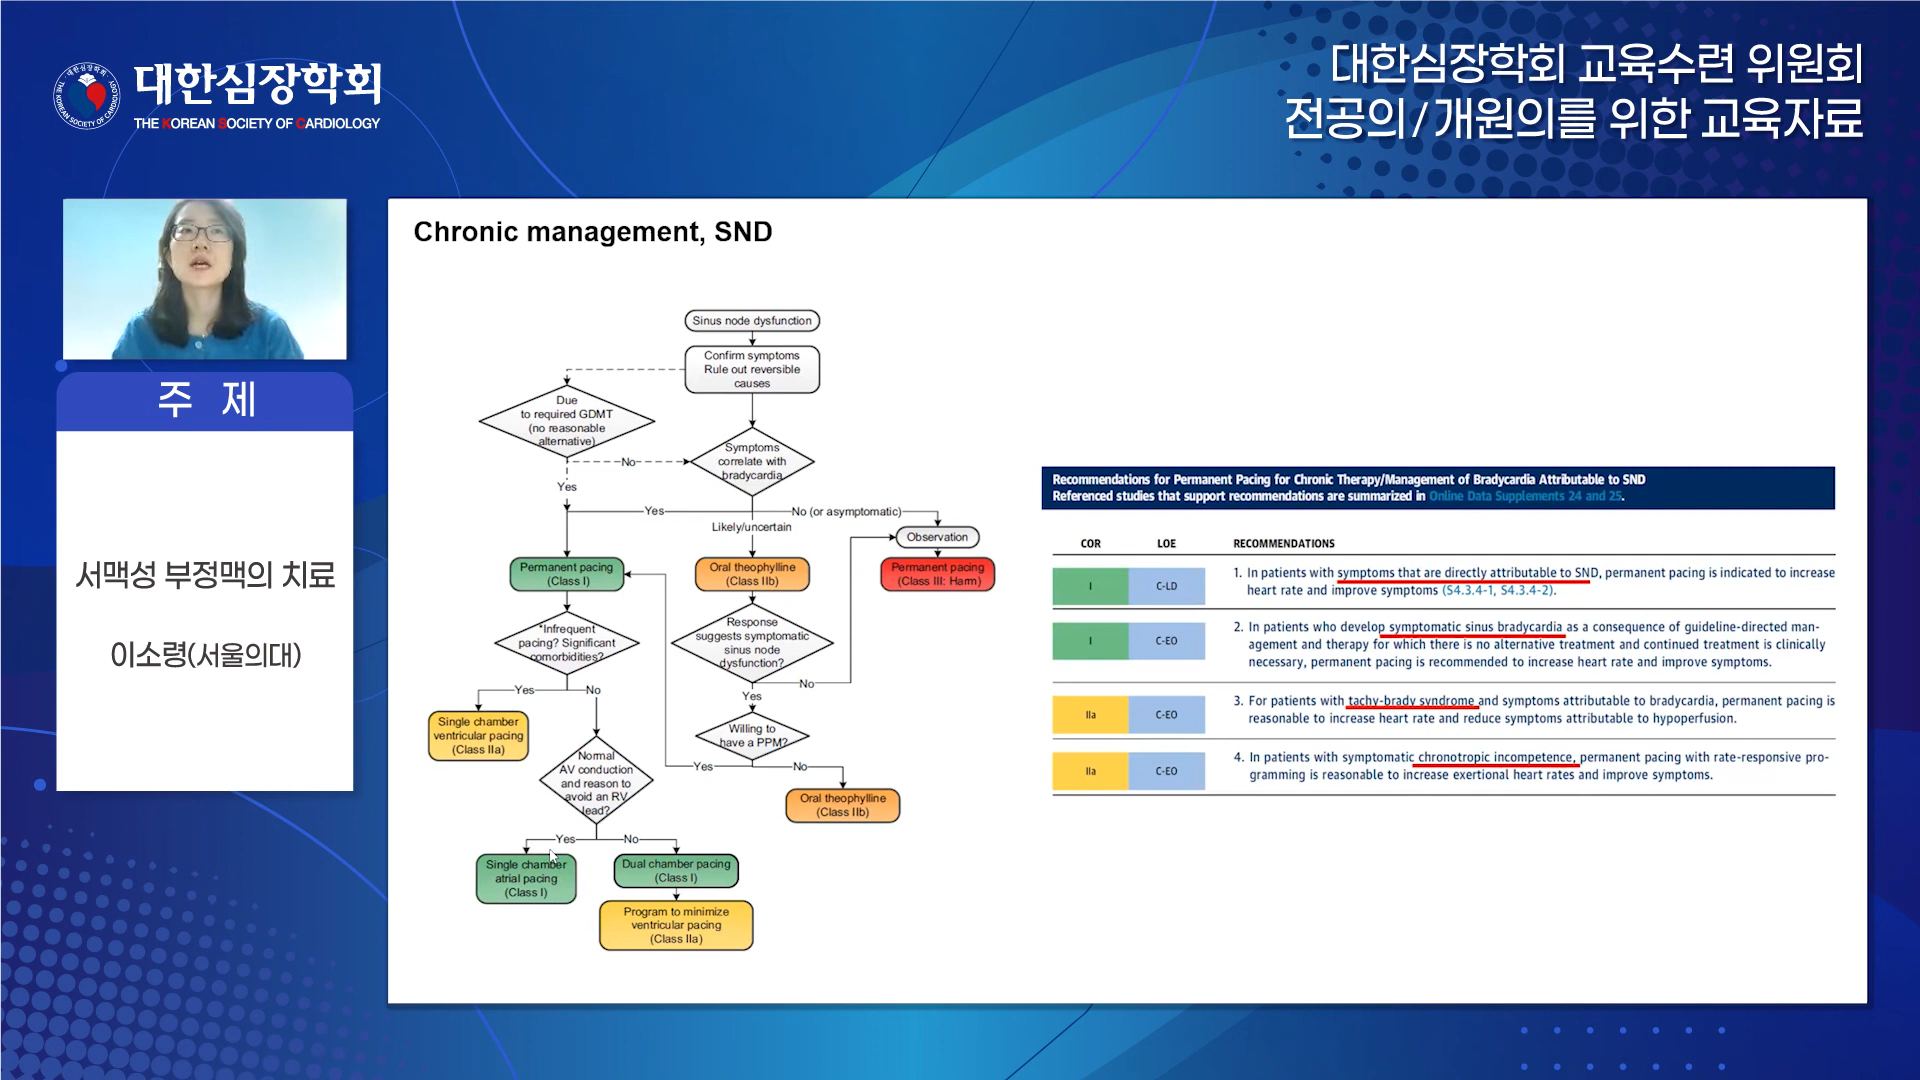 대한심장학회
THE KOREAN SOCIETY OF CARDIOLOGY
대한심장학회 교육수련 위원회
전공의/개원의를 위한 교육자료
주 제
서맥성 부정맥의 치료
이소령(서울의대)
Chronic management, SND
Sinus node dysfunction
Confirm symptoms
Rule out reversible
causes
Due
to required GDMT
(no reasonable
alternative)
No
Yes
Symptoms
correlate with
bradycardia
Yes
Likely/uncertain
No (or asymptomatic)
Observation
Permanent pacing
(Class I)
Oral theophylline
(Class IIb)
Permanent pacing
(Class III: Harm)
*Infrequent
pacing? Significant
comorbidities?
Response
suggests symptomatic
sinus node
dysfunction?
Yes
No
Yes
No
Single chamber
ventricular pacing
(Class IIa)
Willing to
have a PPM?
Yes
No
Normal
AV conduction
and reason to
avoid an RV
lead?
Oral theophylline
(Class IIb)
Yes
No
Single chamber
atrial pacing
(Class I)
Dual chamber pacing
(Class I)
Program to minimize
ventricular pacing
(Class IIa)
Recommendations for Permanent Pacing for Chronic Therapy/Management of Bradycardia Attributable to SND
Referenced studies that support recommendations are summarized in Online Data Supplements 24 and 25.
COR LOE RECOMMENDATIONS
I C-LD 1. In patients with symptoms that are directly attributable to SND, permanent pacing is indicated to increase
heart rate and improve symptoms (S4.3.4-1, S4.3.4-2).
I C-EO 2. In patients who develop symptomatic sinus bradycardia as a consequence of guideline-directed man-
agement and therapy for which there is no alternative treatment and continued treatment is clinically
necessary, permanent pacing is recommended to increase heart rate and improve symptoms.
IIa C-EO 3. For patients with tachy-brady syndrome and symptoms attributable to bradycardia, permanent pacing is
reasonable to increase heart rate and reduce symptoms attributable to hypoperfusion.
IIa C-EO 4. In patients with symptomatic chronotropic incompetence, permanent pacing with rate-responsive pro-
gramming is reasonable to increase exertional heart rates and improve symptoms.